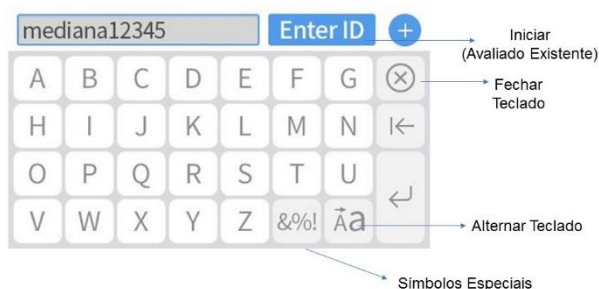 mediana12345 Enter ID +
Iniciar
(Avaliado Existente)
A B C D E F G
Fechar
Teclado
H I J K L M N
O P Q R S T U
V W X Y Z &%! Aa
Alternar Teclado
Símbolos Especiais